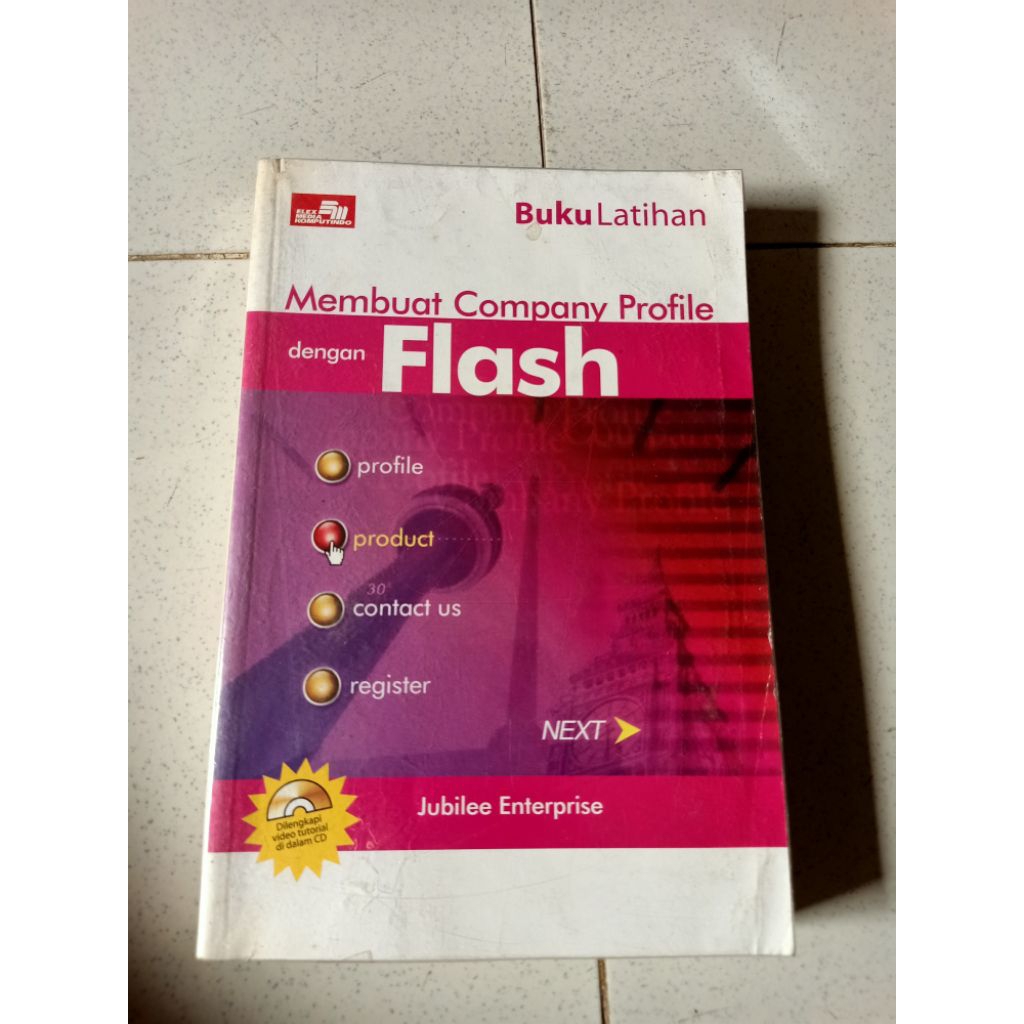 ELEX
MEDIA
KOMPUTINDO
Buku Latihan
Membuat Company Profile
dengan Flash
profile
product
30°
contact us
register
NEXT
Dilengkapi
video tutorial
di dalam CD
Jubilee Enterprise